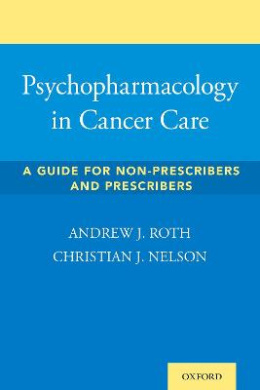 Psychopharmacology
in Cancer Care
A GUIDE FOR NON-PRESCRIBERS
AND PRESCRIBERS
ANDREW J. ROTH
CHRISTIAN J. NELSON
OXFORD